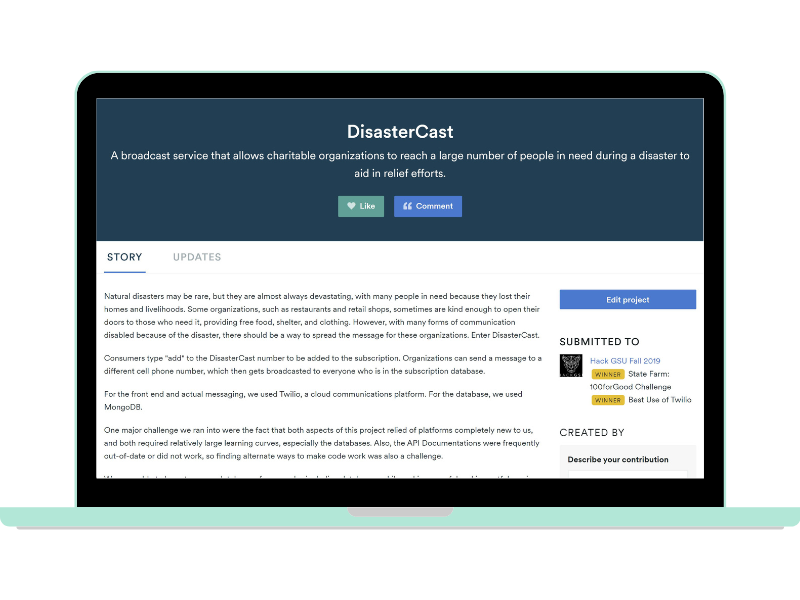 DisasterCast
A broadcast service that allows charitable organizations to reach a large number of people in need during a disaster to
aid in relief efforts.
Like
Comment
STORY
UPDATES
Natural disasters may be rare, but they are almost always devastating, with many people in need because they lost their
homes and livelihoods. Some organizations, such as restaurants and retail shops, sometimes are kind enough to open their
doors to those who need it, providing free food, shelter, and clothing. However, with many forms of communication
disabled because of the disaster, there should be a way to spread the message for these organizations. Enter DisasterCast.
Consumers type "add" to the DisasterCast number to be added to the subscription. Organizations can send a message to a
different cell phone number, which then gets broadcasted to everyone who is in the subscription database.
For the front end and actual messaging, we used Twilio, a cloud communications platform. For the database, we used
MongoDB.
One major challenge we ran into were the fact that both aspects of this project relied of platforms completely new to us,
and both required relatively large learning curves, especially the databases. Also, the API Documentations were frequently
out-of-date or did not work, so finding alternate ways to make code work was also a challenge.
Edit project
SUBMITTED TO
Hack GSU Fall 2019
WINNER State Farm:
100forGood Challenge
WINNER Best Use of Twilio
CREATED BY
Describe your contribution